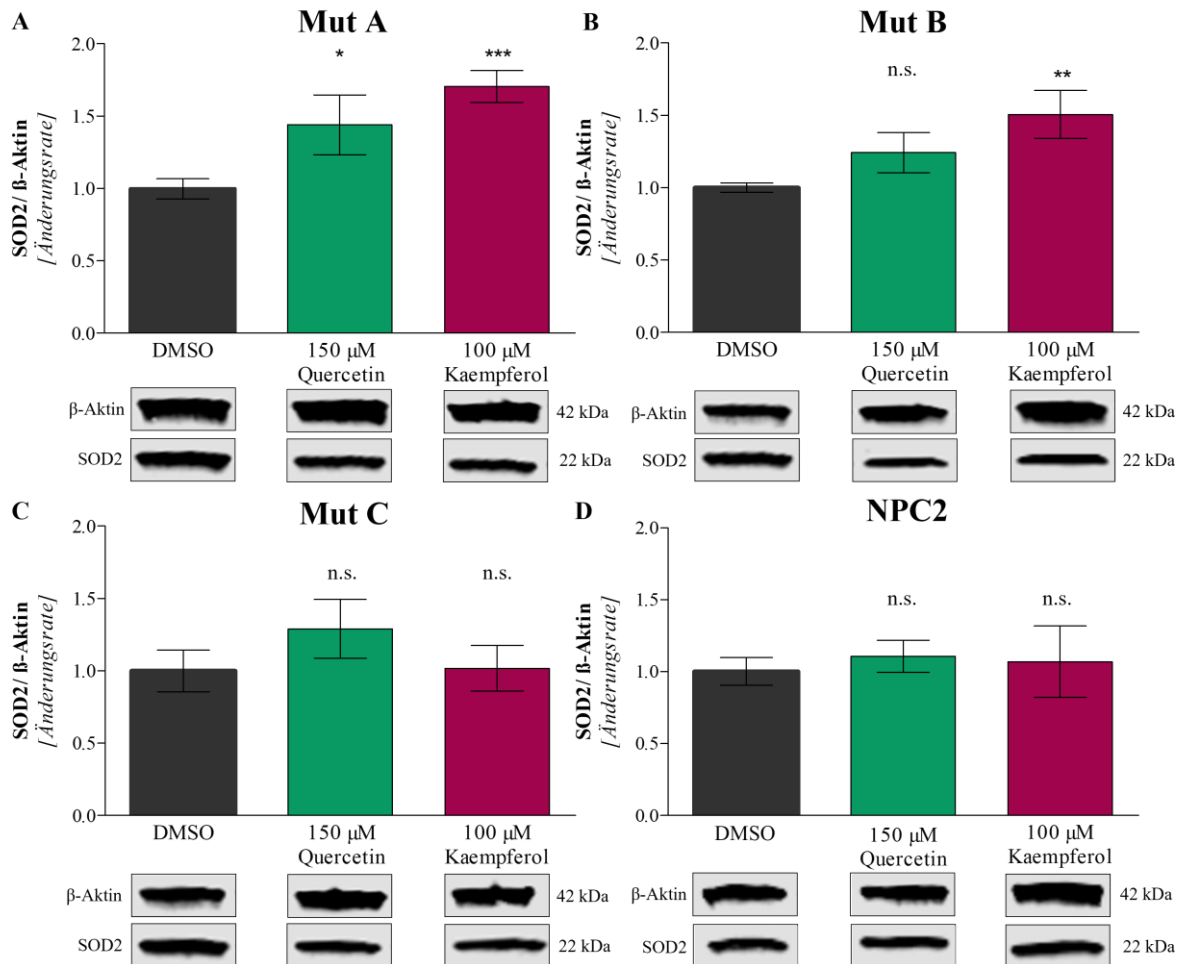 A
Mut A
SOD2/ ß-Aktin
[Änderungsrate]
2.0
1.5
1.0
0.5
0.0
*
***
DMSO
150 µM
Quercetin
100 µM
Kaempferol
β-Aktin
42 kDa
SOD2
22 kDa
B
Mut B
SOD2/ ß-Aktin
[Änderungsrate]
2.0
1.5
1.0
0.5
0.0
n.s.
**
DMSO
150 µM
Quercetin
100 µM
Kaempferol
β-Aktin
42 kDa
SOD2
22 kDa
C
Mut C
SOD2/ ß-Aktin
[Änderungsrate]
2.0
1.5
1.0
0.5
0.0
n.s.
n.s.
DMSO
150 µM
Quercetin
100 µM
Kaempferol
β-Aktin
42 kDa
SOD2
22 kDa
D
NPC2
SOD2/ ß-Aktin
[Änderungsrate]
2.0
1.5
1.0
0.5
0.0
n.s.
n.s.
DMSO
150 µM
Quercetin
100 µM
Kaempferol
β-Aktin
42 kDa
SOD2
22 kDa